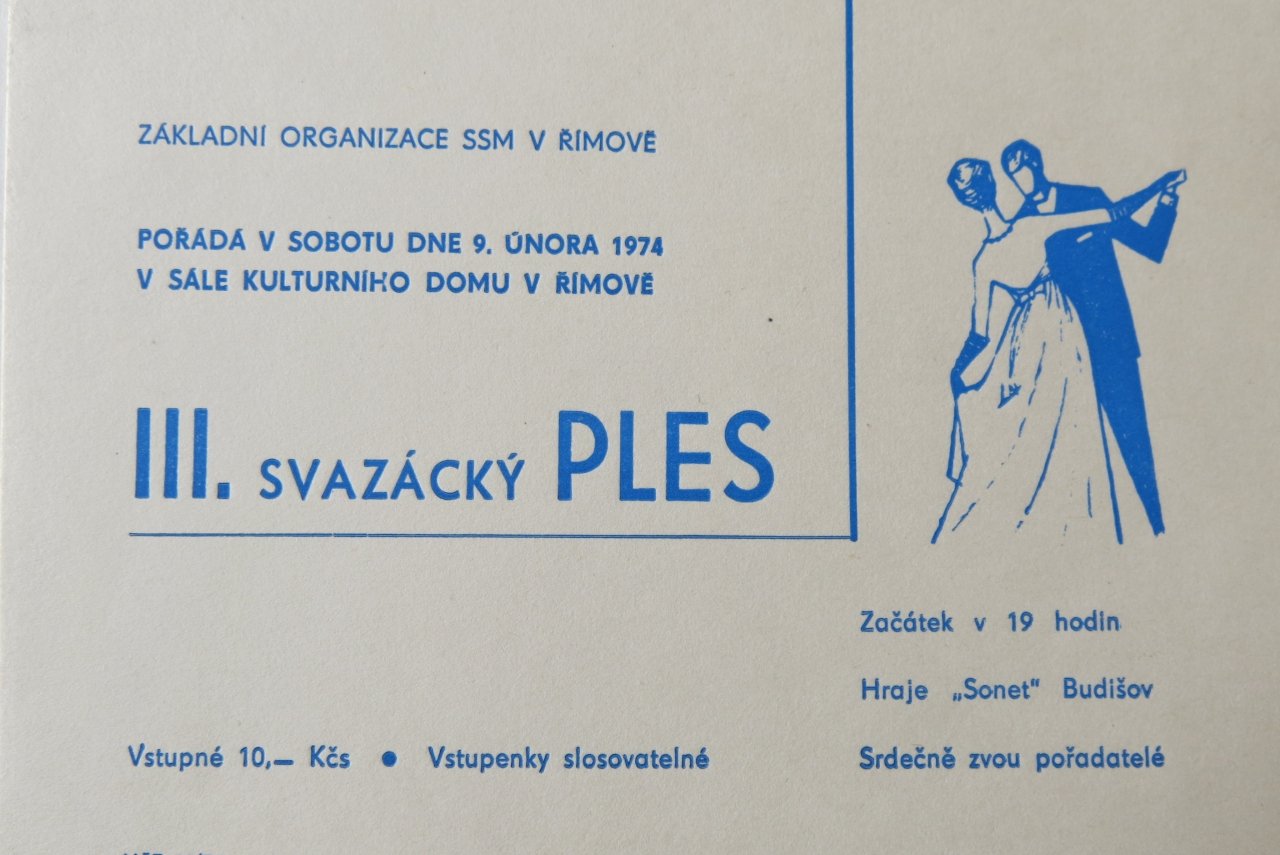 ZÁKLADNÍ ORGANIZACE SSM V ŘÍMOVĚ
POŘÁDÁ V SOBOTU DNE 9. ÚNORA 1974
V SÁLE KULTURNÍHO DOMU V ŘÍMOVĚ
III. SVAZÁCKÝ PLES
Začátek v 19 hodin
Hraje „Sonet" Budišov
Vstupné 10,— Kčs ● Vstupenky slosovatelné
Srdečně zvou pořadatelé